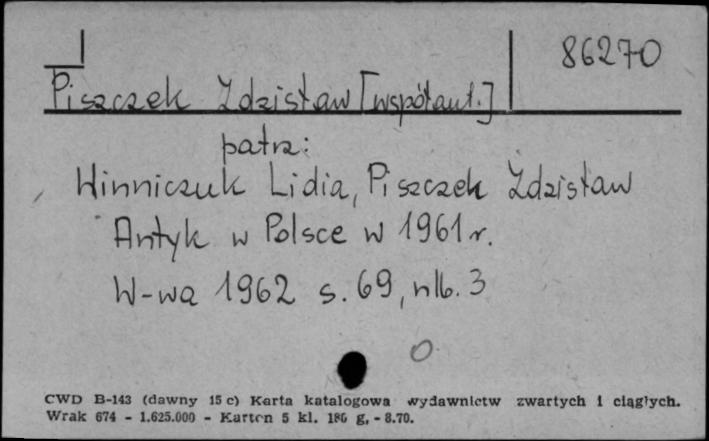 86270
Piszczek Zdzisław [współaut.]
patrz:
Winniczuk Lidia, Piszczek Zdzisław
Antyk w Polsce w 1961 r.
W-wa 1962 s. 69, nlb. 3
CWD B-143 (dawny 15 c) Karta katalogowa wydawnictw zwartych i ciągłych.
Wrak 674 - 1.625.000 - Karton 5 kl. 180 g. - 8.70.